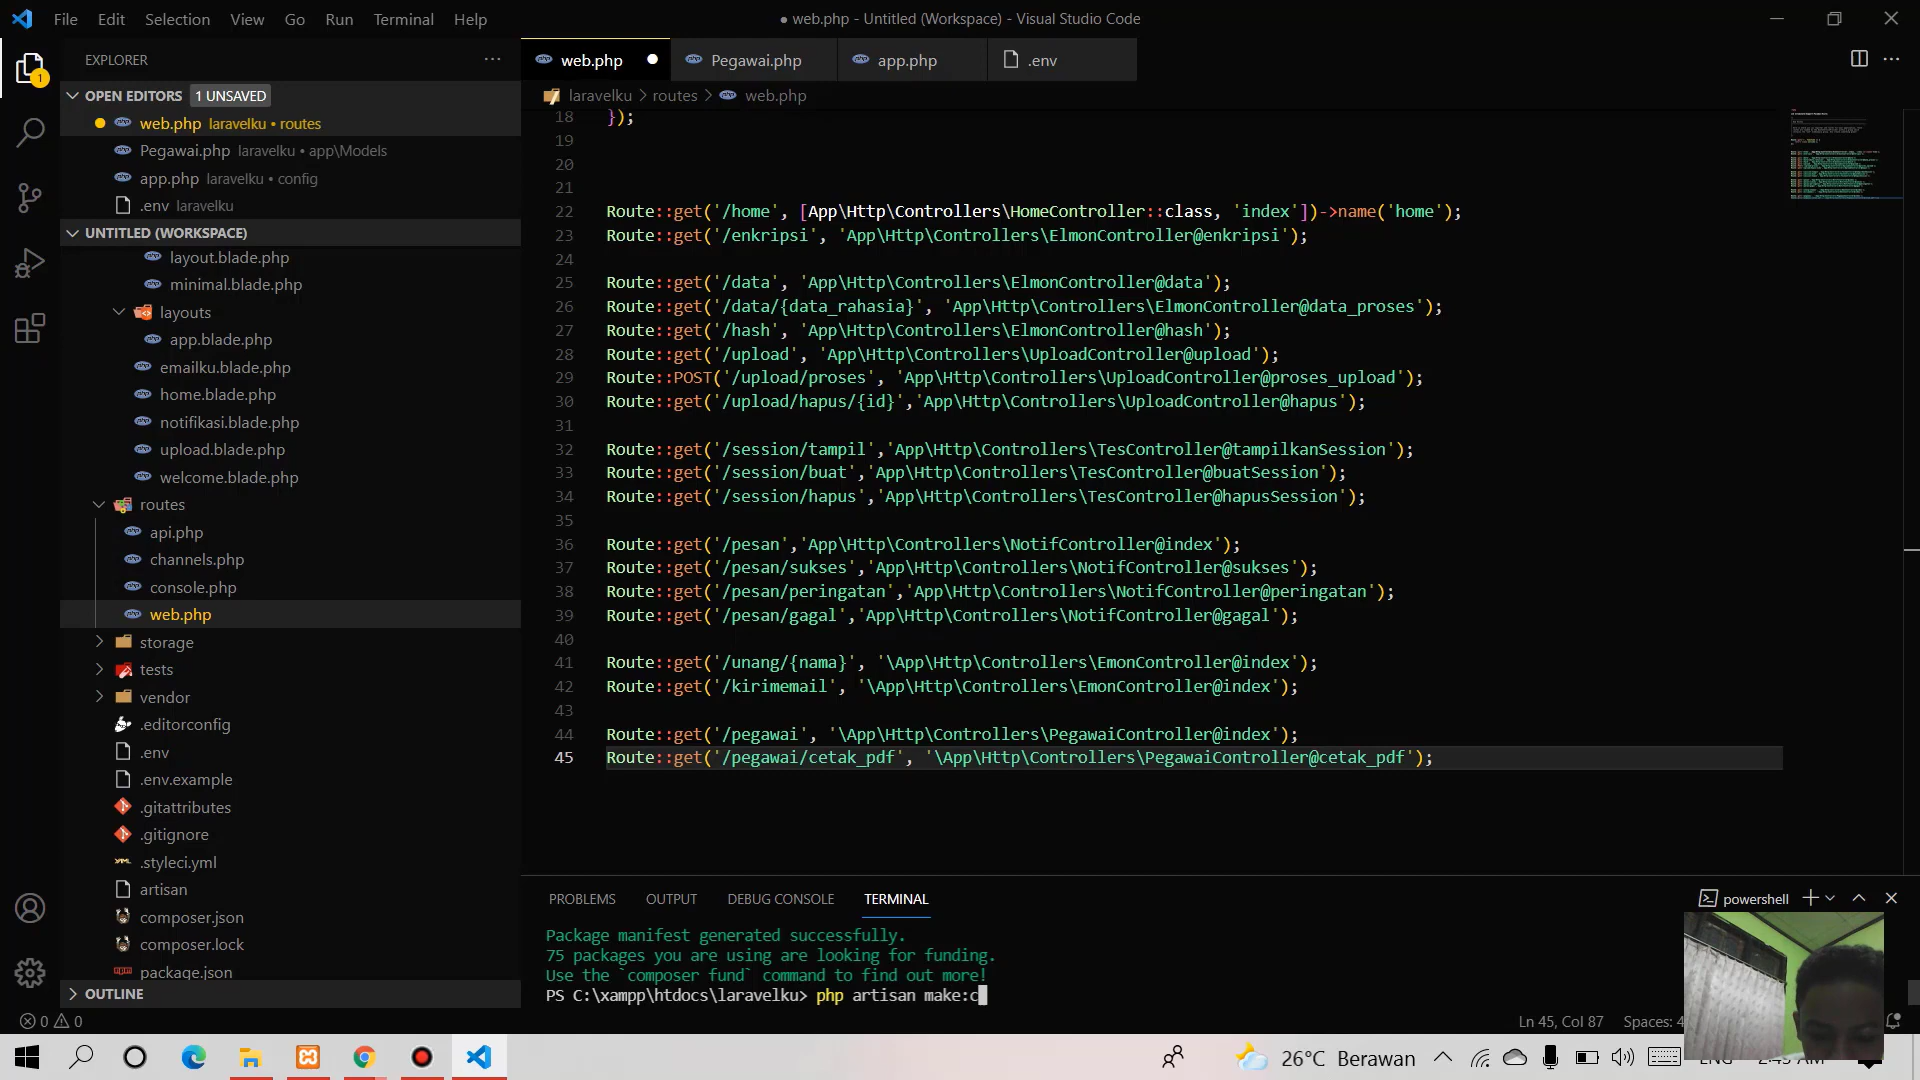 File Edit Selection View Go Run Terminal Help
● web.php - Untitled (Workspace) - Visual Studio Code
EXPLORER
1
OPEN EDITORS 1 UNSAVED
web.php laravelku • routes
Pegawai.php laravelku • app\Models
app.php laravelku • config
.env laravelku
UNTITLED (WORKSPACE)
layout.blade.php
minimal.blade.php
layouts
app.blade.php
emailku.blade.php
home.blade.php
notifikasi.blade.php
upload.blade.php
welcome.blade.php
routes
api.php
channels.php
console.php
web.php
storage
tests
vendor
.editorconfig
.env
.env.example
.gitattributes
.gitignore
.styleci.yml
artisan
composer.json
composer.lock
package.json
OUTLINE
web.php Pegawai.php app.php .env
laravelku > routes > web.php
18 });
19
20
21
22 Route::get('/home', [App\Http\Controllers\HomeController::class, 'index'])->name('home');
23 Route::get('/enkripsi', 'App\Http\Controllers\ElmonController@enkripsi');
24
25 Route::get('/data', 'App\Http\Controllers\ElmonController@data');
26 Route::get('/data/{data_rahasia}', 'App\Http\Controllers\ElmonController@data_proses');
27 Route::get('/hash', 'App\Http\Controllers\ElmonController@hash');
28 Route::get('/upload', 'App\Http\Controllers\UploadController@upload');
29 Route::POST('/upload/proses', 'App\Http\Controllers\UploadController@proses_upload');
30 Route::get('/upload/hapus/{id}','App\Http\Controllers\UploadController@hapus');
31
32 Route::get('/session/tampil','App\Http\Controllers\TesController@tampilkanSession');
33 Route::get('/session/buat','App\Http\Controllers\TesController@buatSession');
34 Route::get('/session/hapus','App\Http\Controllers\TesController@hapusSession');
35
36 Route::get('/pesan','App\Http\Controllers\NotifController@index');
37 Route::get('/pesan/sukses','App\Http\Controllers\NotifController@sukses');
38 Route::get('/pesan/peringatan','App\Http\Controllers\NotifController@peringatan');
39 Route::get('/pesan/gagal','App\Http\Controllers\NotifController@gagal');
40
41 Route::get('/unang/{nama}', '\App\Http\Controllers\EmonController@index');
42 Route::get('/kirimemail', '\App\Http\Controllers\EmonController@index');
43
44 Route::get('/pegawai', '\App\Http\Controllers\PegawaiController@index');
45 Route::get('/pegawai/cetak_pdf', '\App\Http\Controllers\PegawaiController@cetak_pdf');
PROBLEMS OUTPUT DEBUG CONSOLE TERMINAL
powershell
Package manifest generated successfully.
75 packages you are using are looking for funding.
Use the `composer fund` command to find out more!
PS C:\xampp\htdocs\laravelku> php artisan make:c
0 0
Ln 45, Col 87 Spaces: 4
26°C Berawan